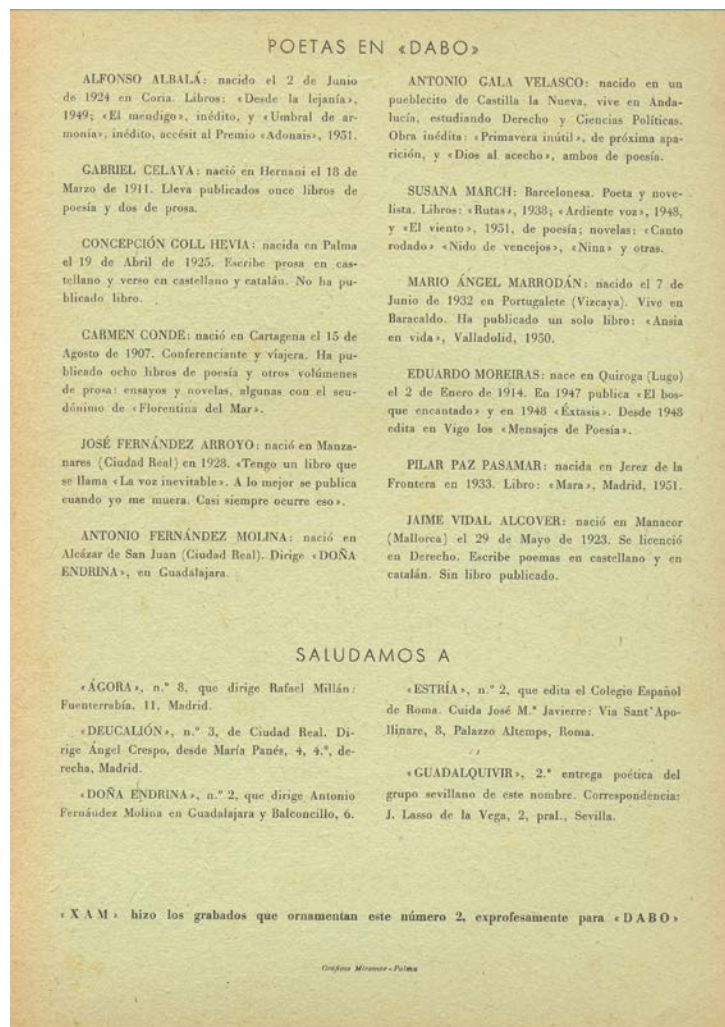 POETAS EN «DABO»
ALFONSO ALBALÁ: nacido el 2 de Junio
de 1924 en Coria. Libros: «Desde la lejanía»,
1949; «El mendigo», inédito, y «Umbral de ar-
monía», inédito, accésit al Premio «Adonais», 1951.
GABRIEL CELAYA: nació en Hernani el 18 de
Marzo de 1911. Lleva publicados once libros de
poesía y dos de prosa.
CONCEPCIÓN COLL HEVIA: nacida en Palma
el 19 de Abril de 1925. Escribe prosa en cas-
tellano y verso en castellano y catalán. No ha pu-
blicado libro.
CARMEN CONDE: nació en Cartagena el 15 de
Agosto de 1907. Conferenciante y viajera. Ha pu-
blicado ocho libros de poesía y otros volúmenes
de prosa: ensayos y novelas, algunas con el seu-
dónimo de «Florentina del Mar».
JOSÉ FERNÁNDEZ ARROYO: nació en Manza-
nares (Ciudad Real) en 1928. «Tengo un libro que
se llama «La voz inevitable». A lo mejor se publica
cuando yo me muera. Casi siempre ocurre eso».
ANTONIO FERNÁNDEZ MOLINA: nació en
Alcázar de San Juan (Ciudad Real). Dirige «DOÑA
ENDRINA», en Guadalajara.
ANTONIO GALA VELASCO: nacido en un
pueblecito de Castilla la Nueva, vive en Anda-
lucía, estudiando Derecho y Ciencias Políticas.
Obra inédita: «Primavera inútil», de próxima apa-
rición, y «Dios al acecho», ambos de poesía.
SUSANA MARCH: Barcelonesa. Poeta y nove-
lista. Libros: «Rutas», 1938; «Ardiente voz», 1948,
y «El viento», 1951, de poesía; novelas: «Canto
rodado» «Nido de vencejos», «Nina» y otras.
MARIO ÁNGEL MARRODÁN: nacido el 7 de
Junio de 1932 en Portugalete (Vizcaya). Vive en
Baracaldo. Ha publicado un solo libro: «Ansia
en vida», Valladolid, 1950.
EDUARDO MOREIRAS: nace en Quiroga (Lugo)
el 2 de Enero de 1914. En 1947 publica «El bos-
que encantado» y en 1948 «Éxtasis». Desde 1948
edita en Vigo los «Mensajes de Poesía».
PILAR PAZ PASAMAR: nacida en Jerez de la
Frontera en 1933. Libro: «Mara», Madrid, 1951.
JAIME VIDAL ALCOVER: nació en Manacor
(Mallorca) el 29 de Mayo de 1923. Se licenció
en Derecho. Escribe poemas en castellano y en
catalán. Sin libro publicado.
SALUDAMOS A
«ÁGORA», n.º 8, que dirige Rafael Millán:
Fuenterrabía, 11, Madrid.
«DEUCALIÓN», n.º 3, de Ciudad Real. Di-
rige Ángel Crespo, desde María Panés, 4, 4.º, de-
recha, Madrid.
«DOÑA ENDRINA», n.º 2, que dirige Antonio
Fernández Molina en Guadalajara y Balconcillo, 6.
«ESTRÍA», n.º 2, que edita el Colegio Español
de Roma. Cuida José M.ª Javierre: Via Sant'Apo-
llinare, 8, Palazzo Altemps, Roma.
«GUADALQUIVIR», 2.ª entrega poética del
grupo sevillano de este nombre. Correspondencia:
J. Lasso de la Vega, 2, pral., Sevilla.
«XAM» hizo los grabados que ornamentan este número 2, exprofesamente para «DABO»
Gráficas Miramar - Palma